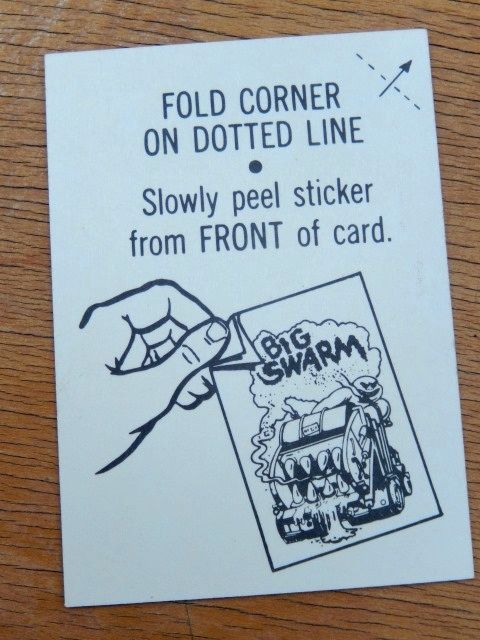 FOLD CORNER
ON DOTTED LINE
Slowly peel sticker
from FRONT of card.
BIG
SWARM